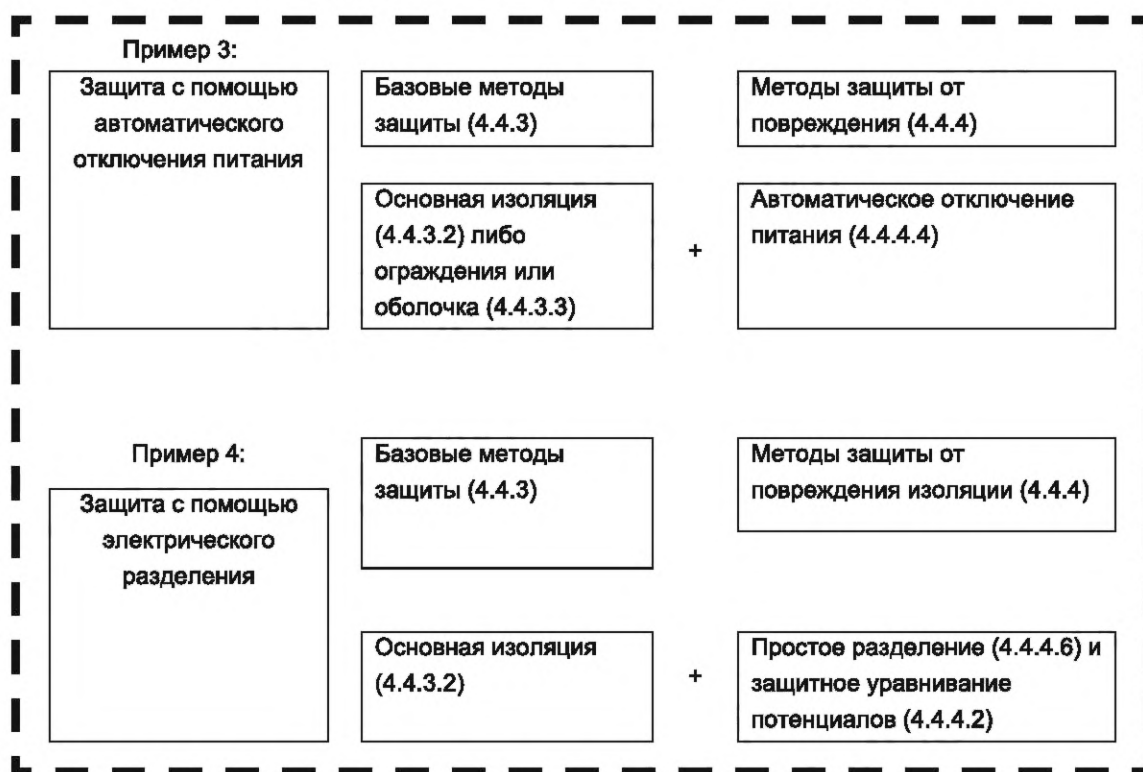 Пример 3:
Защита с помощью
автоматического
отключения питания
Базовые методы
защиты (4.4.3)
Методы защиты от
повреждения (4.4.4)
Основная изоляция
(4.4.3.2) либо
ограждения или
оболочка (4.4.3.3)
+
Автоматическое отключение
питания (4.4.4.4)
Пример 4:
Защита с помощью
электрического
разделения
Базовые методы
защиты (4.4.3)
Методы защиты от
повреждения изоляции (4.4.4)
Основная изоляция
(4.4.3.2)
+
Простое разделение (4.4.4.6) и
защитное уравнивание
потенциалов (4.4.4.2)